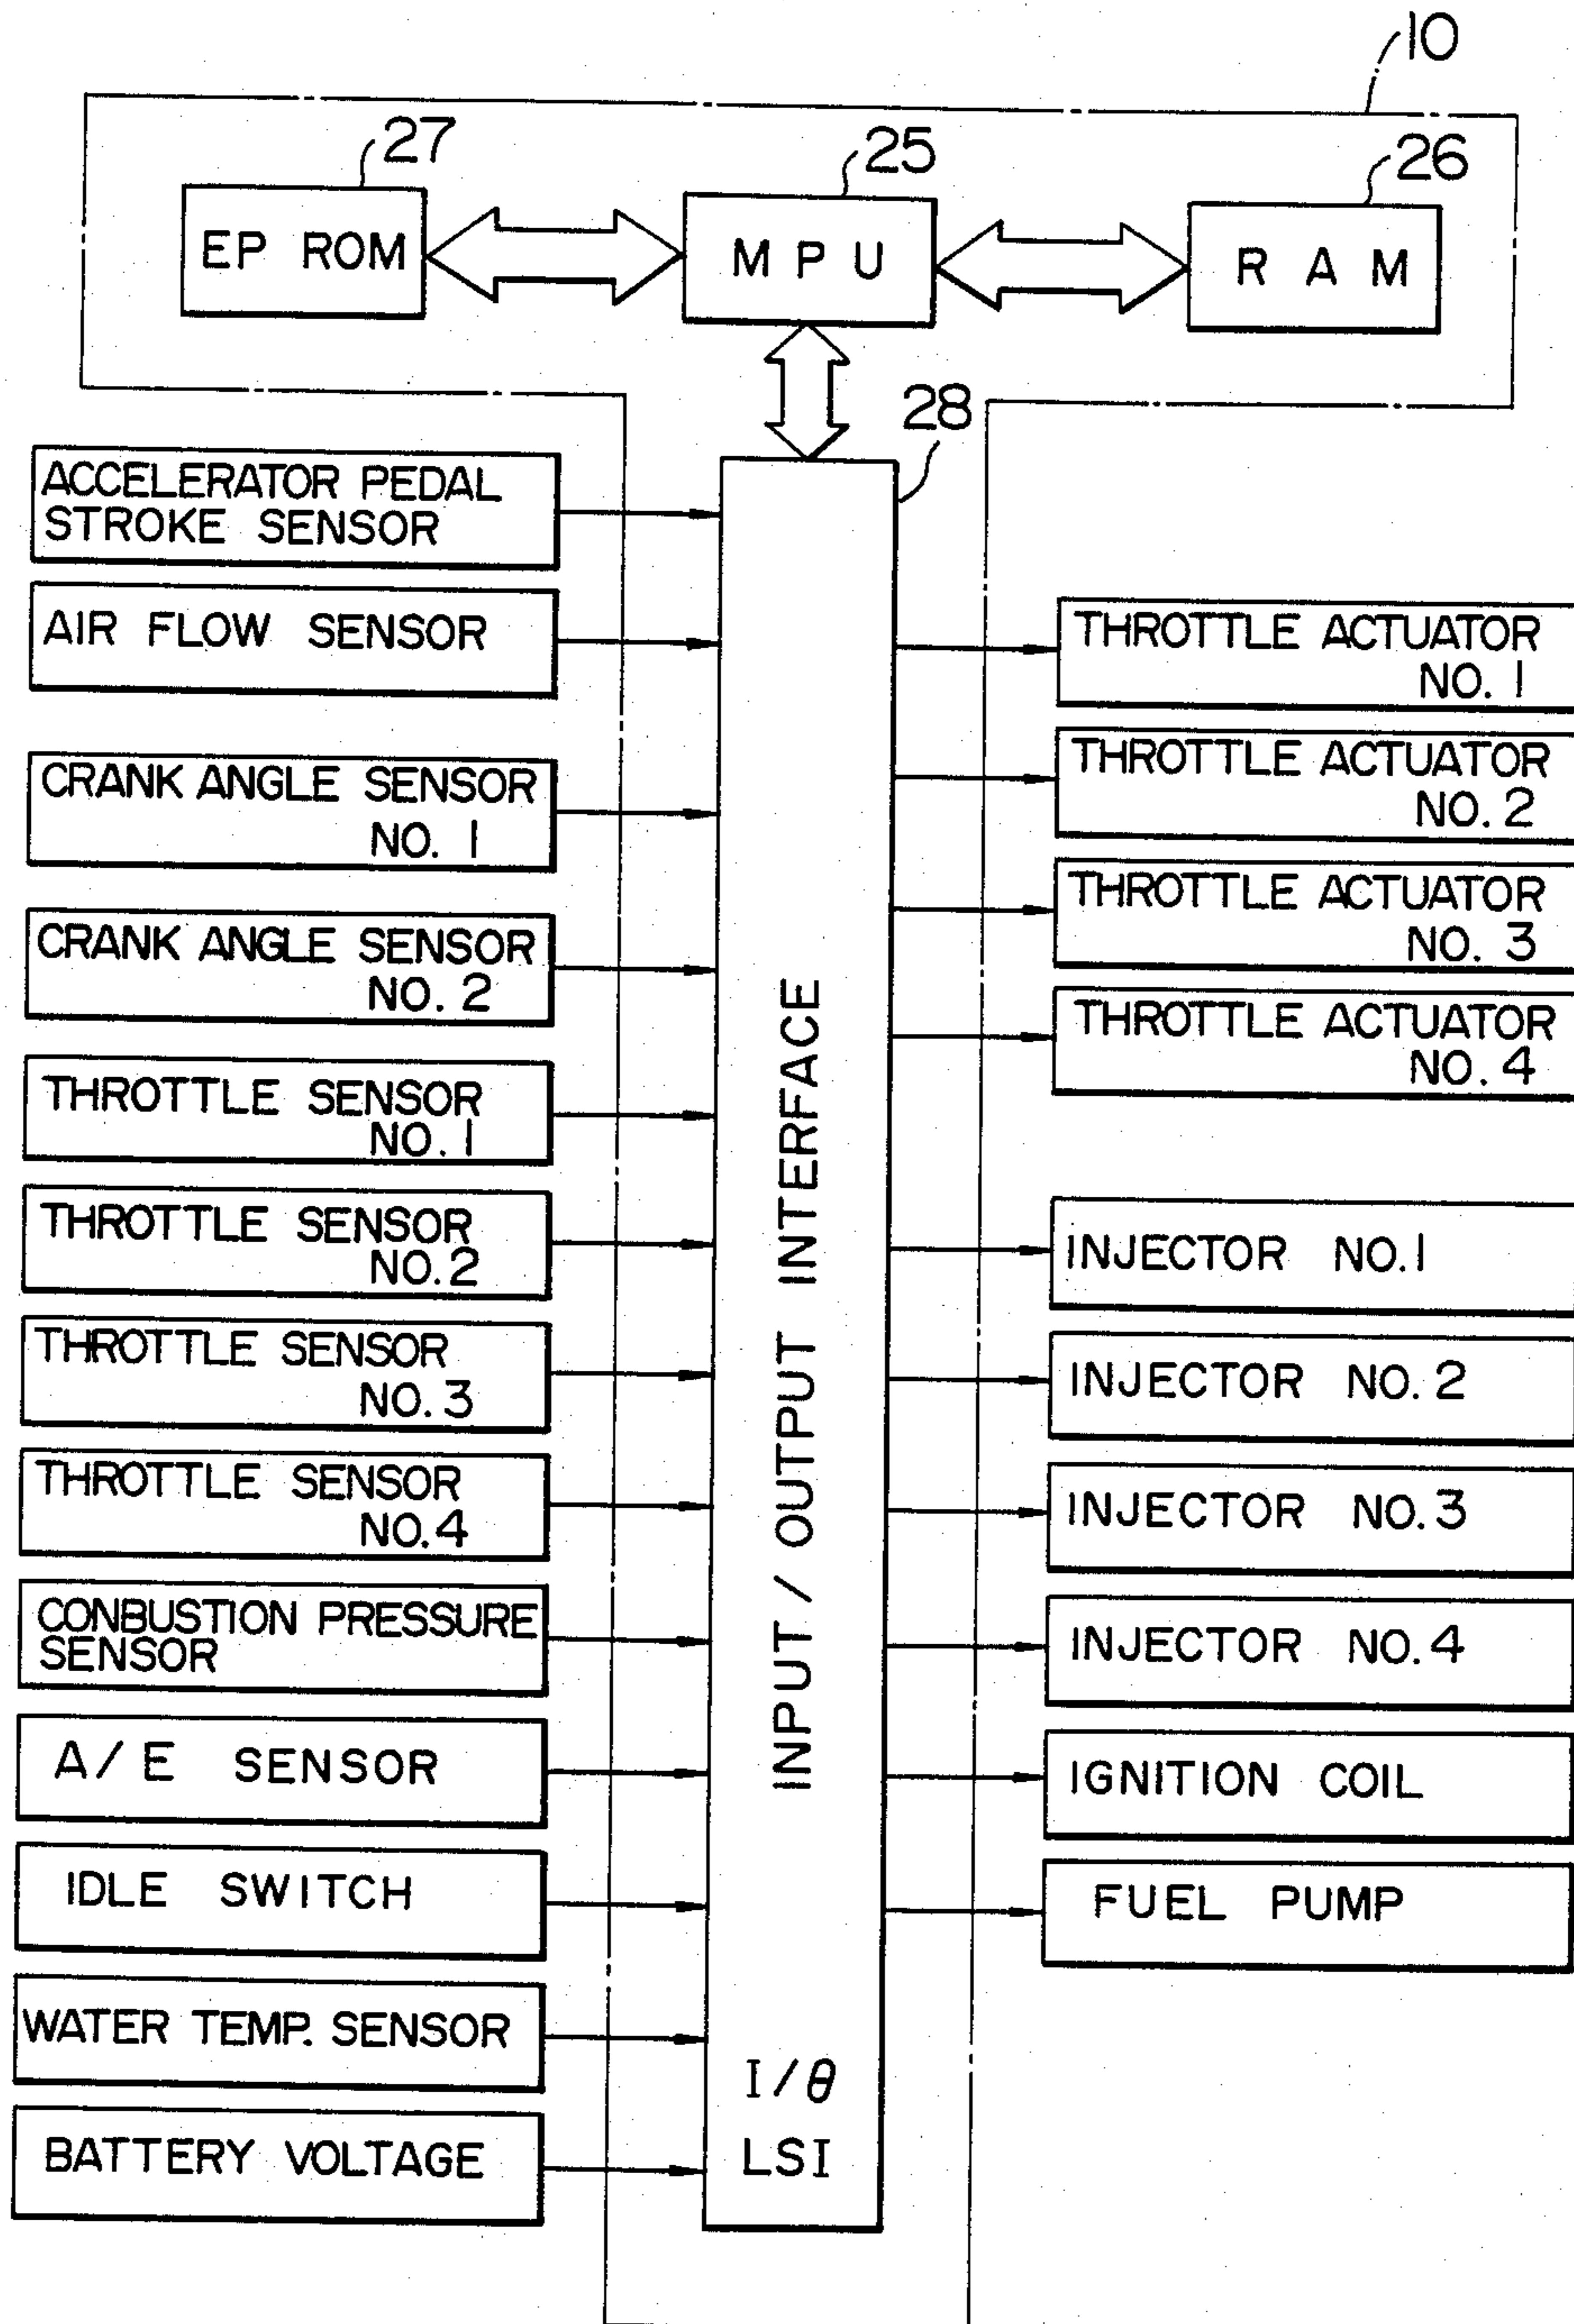 10
27
25
26
EP ROM
MPU
RAM
28
ACCELERATOR PEDAL
STROKE SENSOR
AIR FLOW SENSOR
CRANK ANGLE SENSOR
NO. 1
CRANK ANGLE SENSOR
NO. 2
THROTTLE SENSOR
NO. 1
THROTTLE SENSOR
NO. 2
THROTTLE SENSOR
NO. 3
THROTTLE SENSOR
NO. 4
CONBUSTION PRESSURE
SENSOR
A/E SENSOR
IDLE SWITCH
WATER TEMP. SENSOR
BATTERY VOLTAGE
INPUT / OUTPUT INTERFACE
I/θ
LSI
THROTTLE ACTUATOR
NO. 1
THROTTLE ACTUATOR
NO. 2
THROTTLE ACTUATOR
NO. 3
THROTTLE ACTUATOR
NO. 4
INJECTOR NO. 1
INJECTOR NO. 2
INJECTOR NO. 3
INJECTOR NO. 4
IGNITION COIL
FUEL PUMP